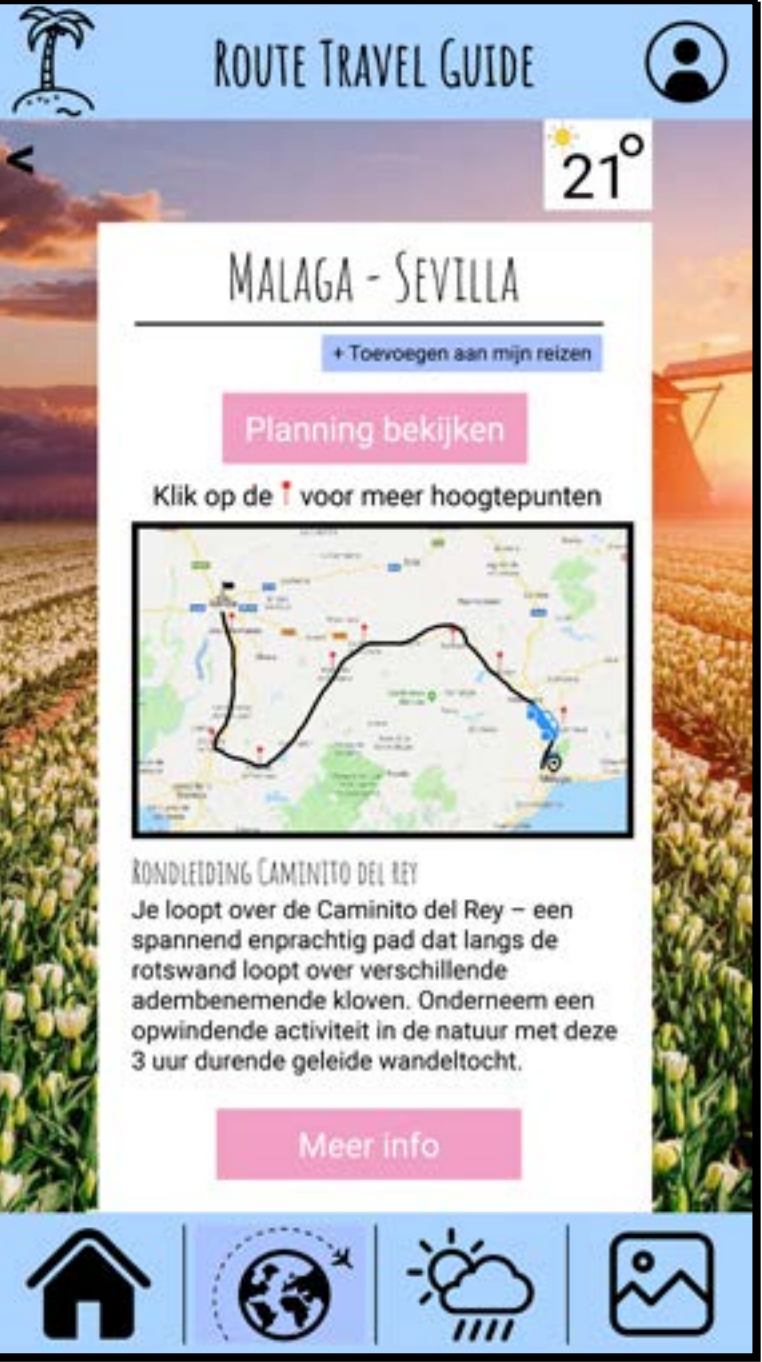 ROUTE TRAVEL GUIDE
<
21°
MALAGA - SEVILLA
+ Toevoegen aan mijn reizen
Planning bekijken
Klik op de voor meer hoogtepunten
RONDLEIDING CAMINITO DEL REY
Je loopt over de Caminito del Rey – een
spannend enprachtig pad dat langs de
rotswand loopt over verschillende
adembenemende kloven. Onderneem een
opwindende activiteit in de natuur met deze
3 uur durende geleide wandeltocht.
Meer info